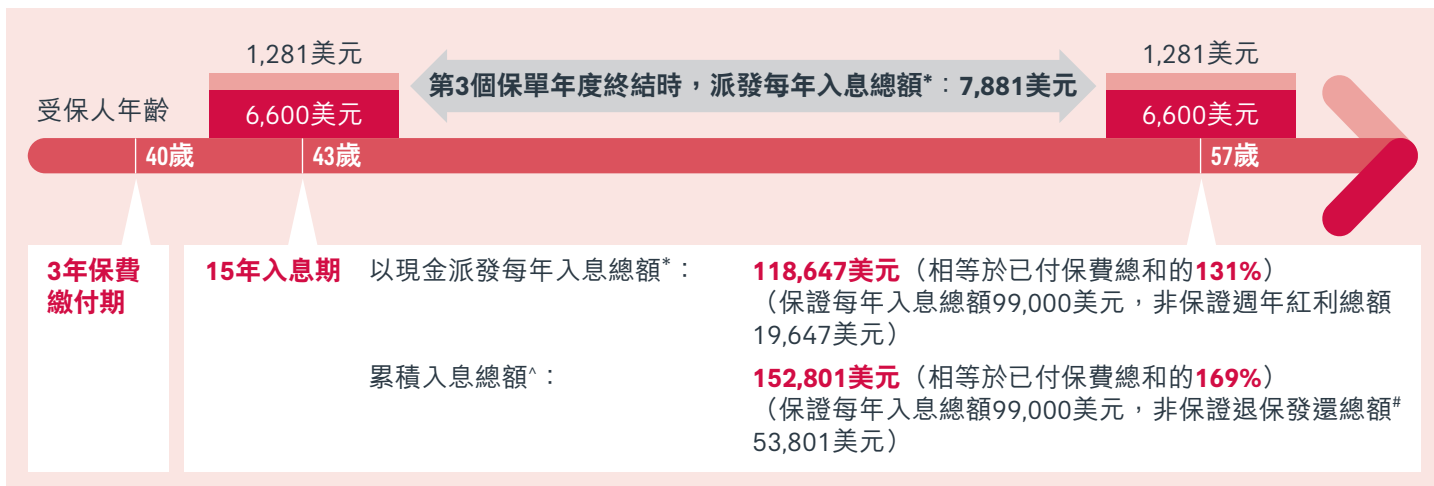 1,281美元
6,600美元
第3個保單年度終結時，派發每年入息總額*：7,881美元
1,281美元
6,600美元
受保人年齡
40歲
43歲
57歲
3年保費
繳付期
15年入息期
以現金派發每年入息總額*：
118,647美元（相等於已付保費總和的131%）
（保證每年入息總額99,000美元，非保證週年紅利總額
19,647美元）
累積入息總額^：
152,801美元（相等於已付保費總和的169%）
（保證每年入息總額99,000美元，非保證退保發還總額#
53,801美元）